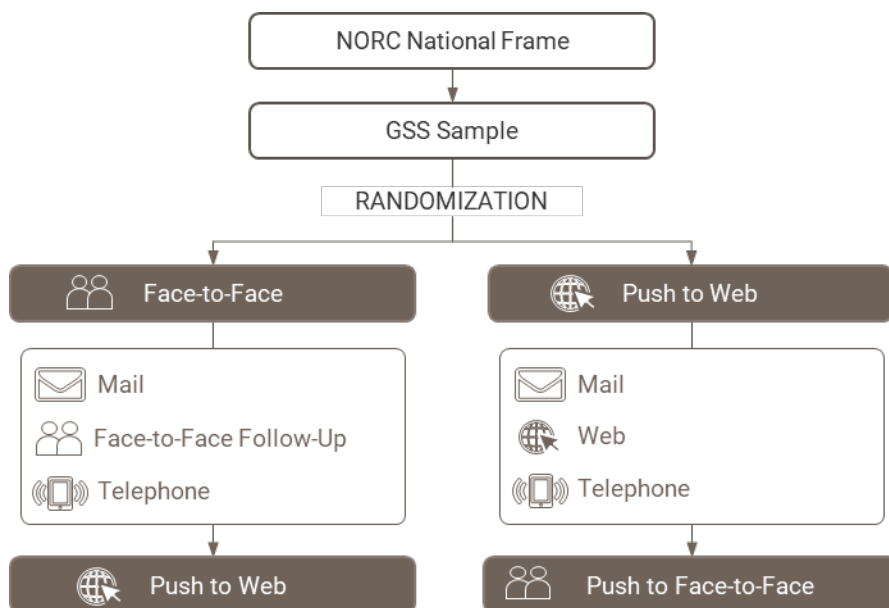 NORC National Frame
GSS Sample
RANDOMIZATION
Face-to-Face
Mail
Face-to-Face Follow-Up
Telephone
Push to Web
Push to Web
Mail
Web
Telephone
Push to Face-to-Face